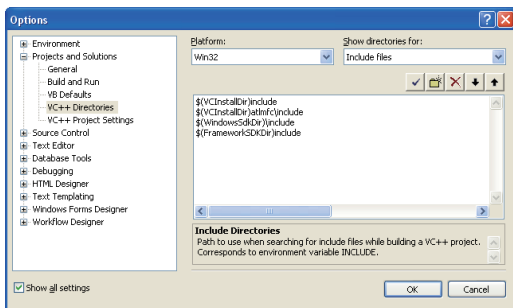 Options
Environment
Projects and Solutions
General
Build and Run
VB Defaults
VC++ Directories
VC++ Project Settings
Source Control
Text Editor
Database Tools
Debugging
HTML Designer
Text Templating
Windows Forms Designer
Workflow Designer
Show all settings
Platform:
Win32
Show directories for:
Include files
$(VCInstallDir)include
$(VCInstallDir)atlmfc\include
$(WindowsSdkDir)\include
$(FrameworkSDKDir)include
Include Directories
Path to use when searching for include files while building a VC++ project.
Corresponds to environment variable INCLUDE.
OK
Cancel